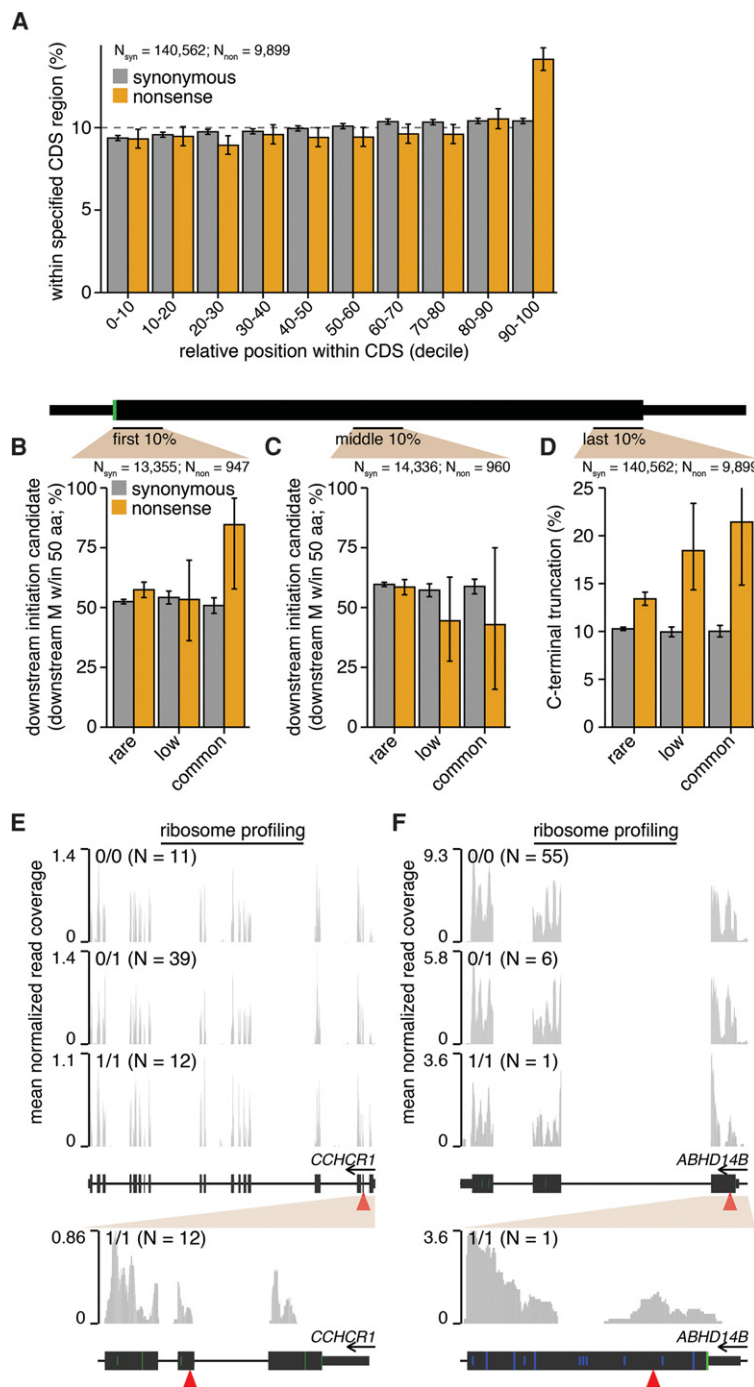 A
N_syn = 140,562; N_non = 9,899
synonymous
nonsense
within specified CDS region (%)
10
5
0
0-10
10-20
20-30
30-40
40-50
50-60
60-70
70-80
80-90
90-100
relative position within CDS (decile)
first 10%
middle 10%
last 10%
B
N_syn = 13,355; N_non = 947
synonymous
nonsense
downstream initiation candidate
(downstream M w/in 50 aa; %)
100
75
50
25
0
rare
low
common
C
N_syn = 14,336; N_non = 960
downstream initiation candidate
(downstream M w/in 50 aa; %)
100
75
50
25
0
rare
low
common
D
N_syn = 140,562; N_non = 9,899
C-terminal truncation (%)
25
20
15
10
5
0
rare
low
common
E
ribosome profiling
mean normalized read coverage
1.4
0/0 (N = 11)
0
1.4
0/1 (N = 39)
0
1.1
1/1 (N = 12)
0
CCHCR1
0.86
1/1 (N = 12)
0
CCHCR1
F
ribosome profiling
mean normalized read coverage
9.3
0/0 (N = 55)
0
5.8
0/1 (N = 6)
0
3.6
1/1 (N = 1)
0
ABHD14B
3.6
1/1 (N = 1)
0
ABHD14B